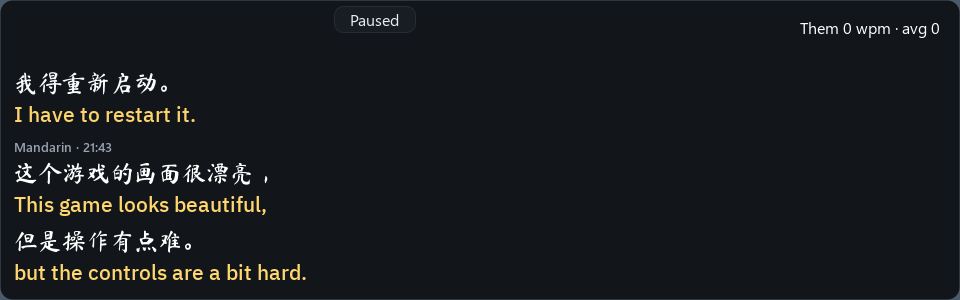 Paused
Them 0 wpm · avg 0
我得重新启动。
I have to restart it.
Mandarin · 21:43
这个游戏的画面很漂亮，
This game looks beautiful,
但是操作有点难。
but the controls are a bit hard.